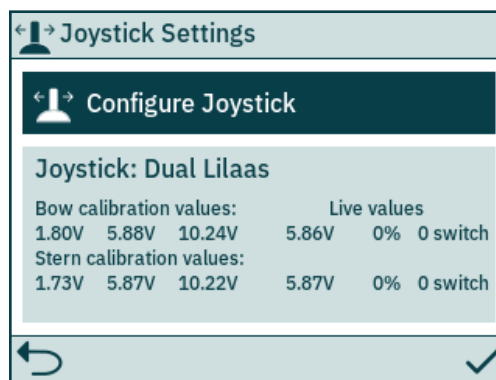 Joystick Settings
Configure Joystick
Joystick: Dual Lilaas
Bow calibration values: Live values
1.80V 5.88V 10.24V 5.86V 0% 0 switch
Stern calibration values:
1.73V 5.87V 10.22V 5.87V 0% 0 switch